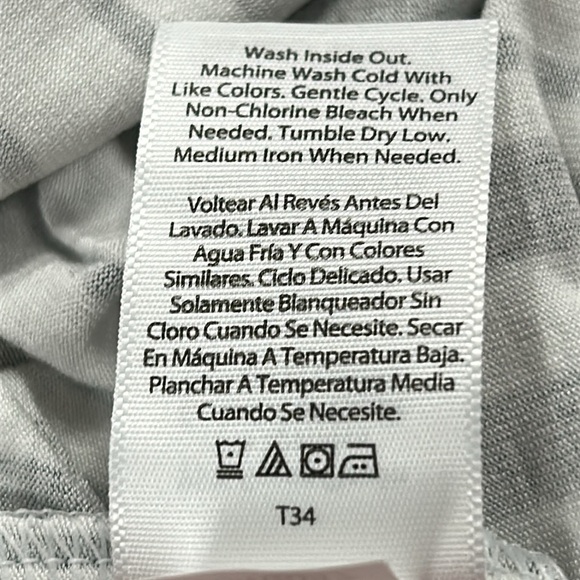 Wash Inside Out.
Machine Wash Cold With
Like Colors. Gentle Cycle. Only
Non-Chlorine Bleach When
Needed. Tumble Dry Low.
Medium Iron When Needed.
Voltear Al Revés Antes Del
Lavado. Lavar A Máquina Con
Agua Fría Y Con Colores
Similares. Ciclo Delicado. Usar
Solamente Blanqueador Sin
Cloro Cuando Se Necesite. Secar
En Máquina A Temperatura Baja.
Planchar A Temperatura Media
Cuando Se Necesite.
T34